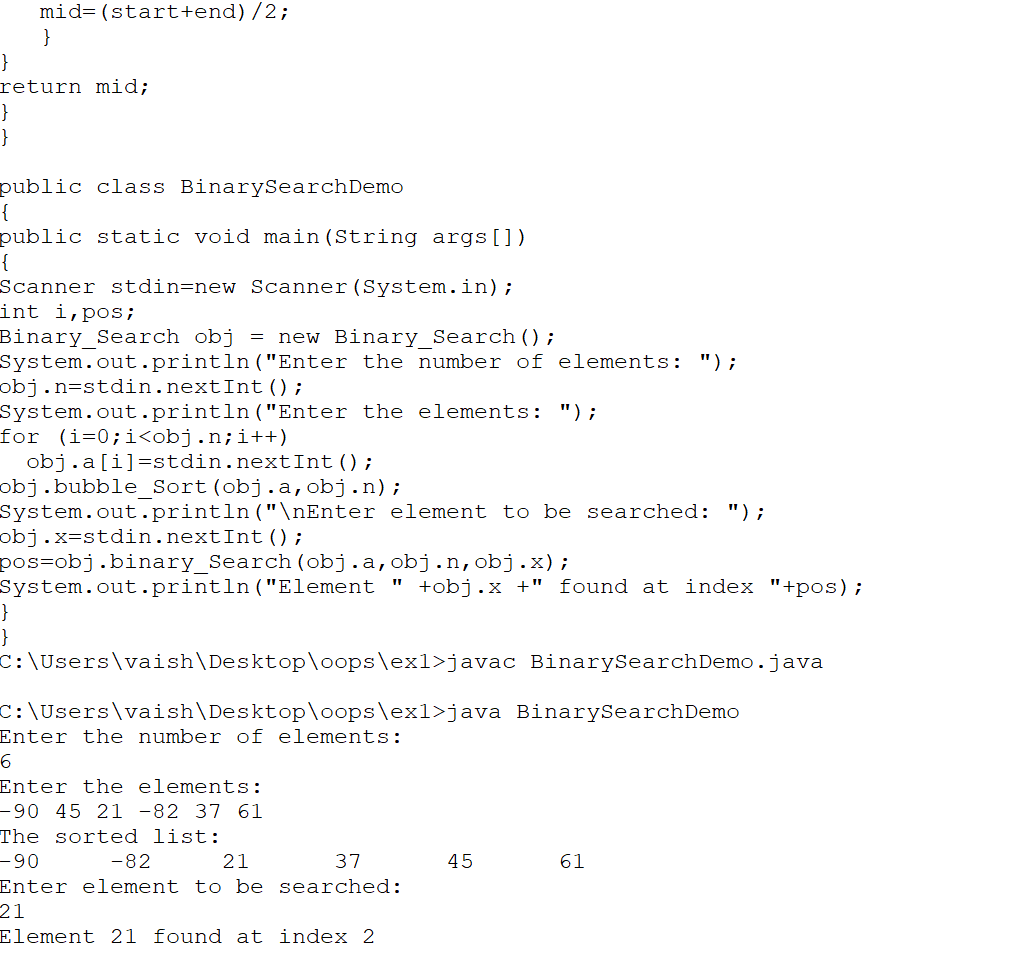 mid=(start+end)/2;
}
}
return mid;
}
}
public class BinarySearchDemo
{
public static void main(String args[])
{
Scanner stdin=new Scanner(System.in);
int i,pos;
Binary_Search obj = new Binary_Search();
System.out.println("Enter the number of elements: ");
obj.n=stdin.nextInt();
System.out.println("Enter the elements: ");
for (i=0;i<obj.n;i++)
obj.a[i]=stdin.nextInt();
obj.bubble_Sort(obj.a,obj.n);
System.out.println("\nEnter element to be searched: ");
obj.x=stdin.nextInt();
pos=obj.binary_Search(obj.a,obj.n,obj.x);
System.out.println("Element " +obj.x +" found at index "+pos);
}
}
C:\Users\vaish\Desktop\oops\ex1>javac BinarySearchDemo.java
C:\Users\vaish\Desktop\oops\ex1>java BinarySearchDemo
Enter the number of elements:
6
Enter the elements:
-90 45 21 -82 37 61
The sorted list:
-90 -82 21 37 45 61
Enter element to be searched:
21
Element 21 found at index 2